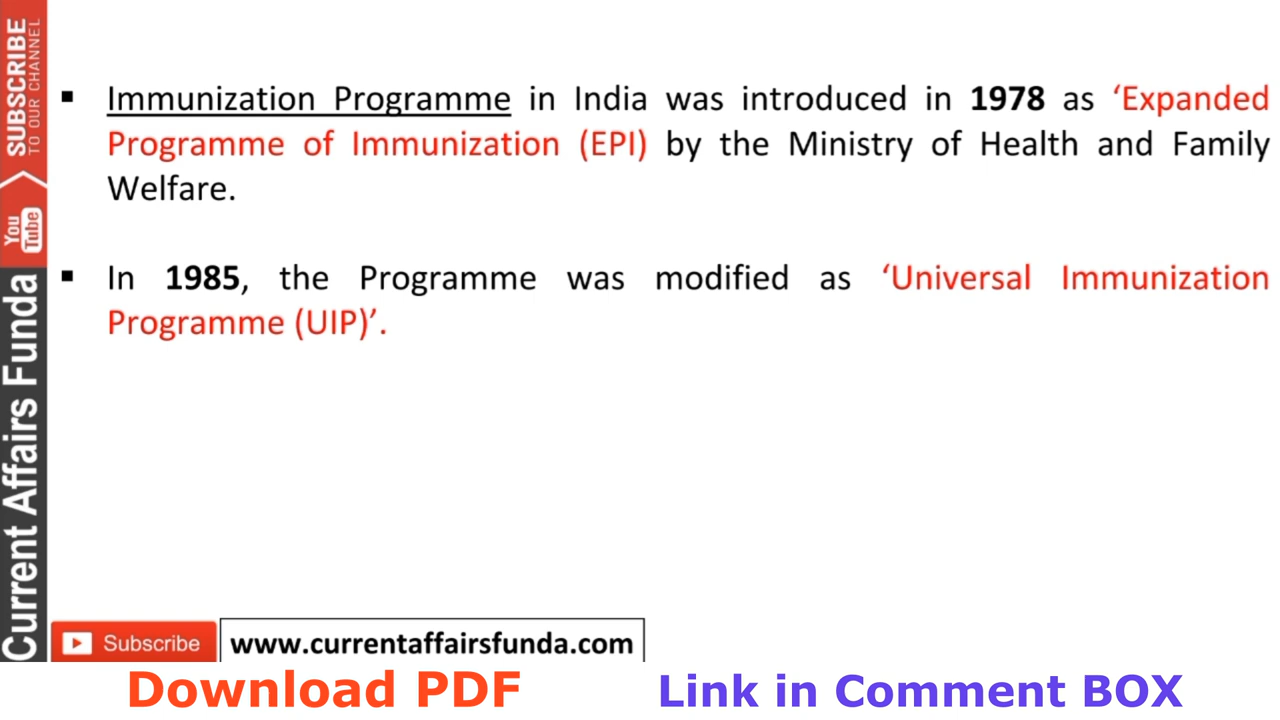 SUBSCRIBE
TO OUR CHANNEL
You Tube
Current Affairs Funda
▪ Immunization Programme in India was introduced in 1978 as ‘Expanded
Programme of Immunization (EPI) by the Ministry of Health and Family
Welfare.
▪ In 1985, the Programme was modified as ‘Universal Immunization
Programme (UIP)’.
Subscribe
www.currentaffairsfunda.com
Download PDF
Link in Comment BOX